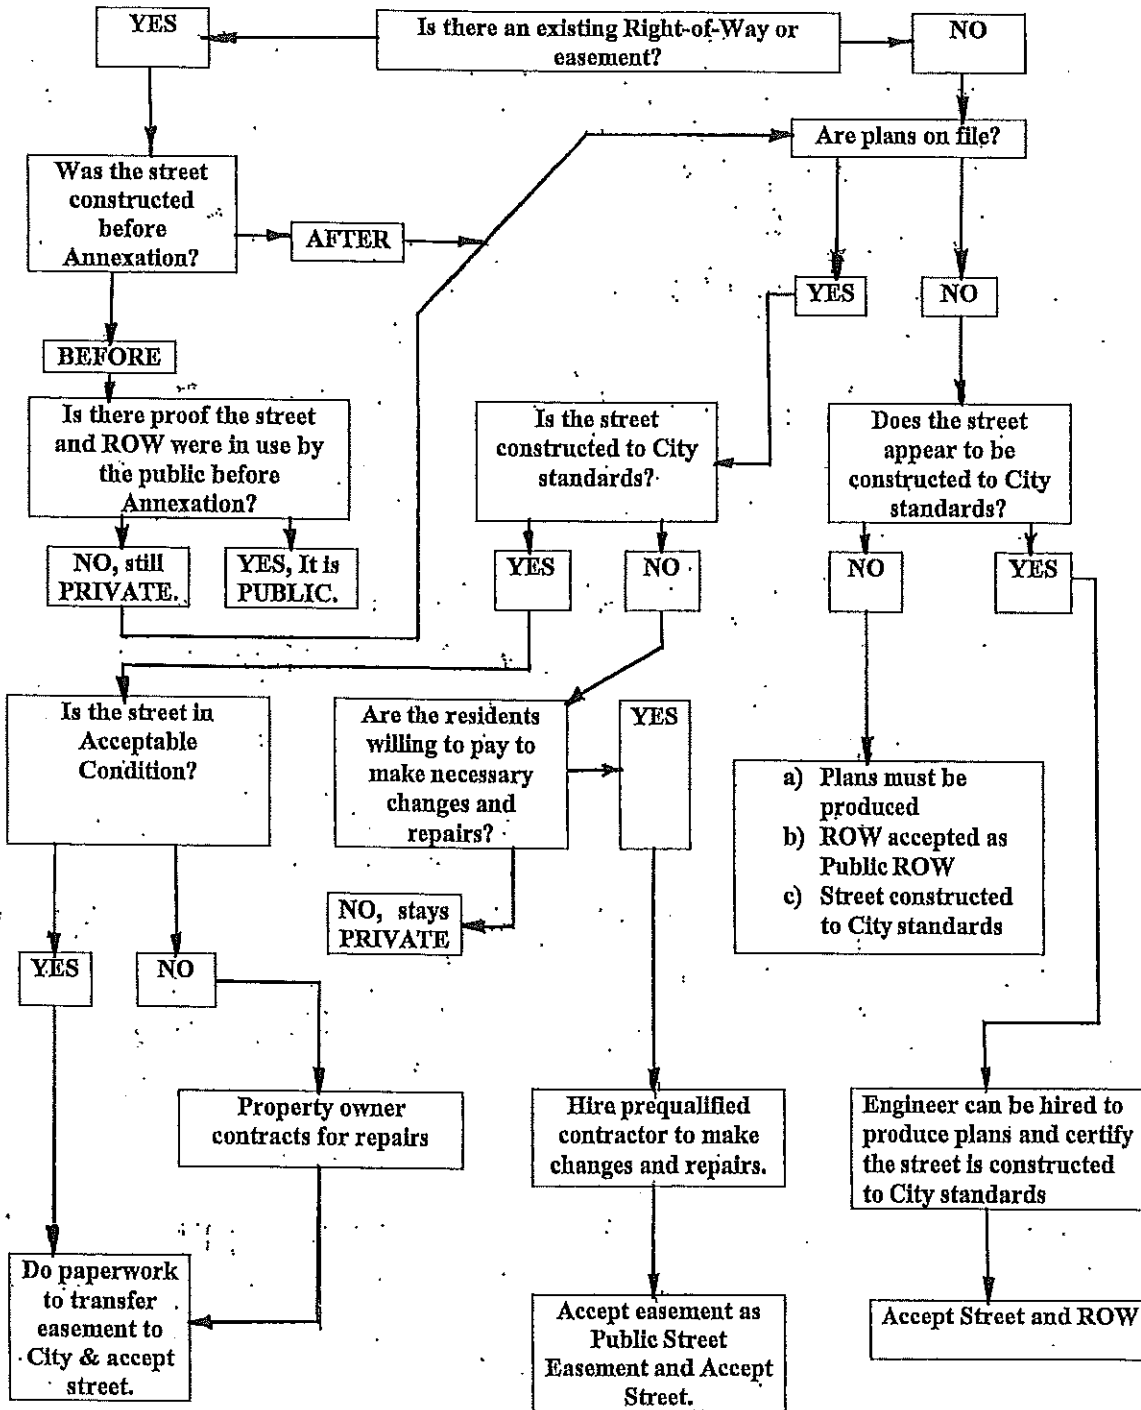 YES
Is there an existing Right-of-Way or
easement?
NO
Are plans on file?
Was the street
constructed
before
Annexation?
AFTER
YES
NO
BEFORE
Is there proof the street
and ROW were in use by
the public before
Annexation?
Is the street
constructed to City
standards?
Does the street
appear to be
constructed to City
standards?
NO, still
PRIVATE.
YES, It is
PUBLIC.
YES
NO
NO
YES
Is the street in
Acceptable
Condition?
Are the residents
willing to pay to
make necessary
changes and
repairs?
YES
a) Plans must be
produced
b) ROW accepted as
Public ROW
c) Street constructed
to City standards
NO, stays
PRIVATE
YES
NO
Property owner
contracts for repairs
Hire prequalified
contractor to make
changes and repairs.
Engineer can be hired to
produce plans and certify
the street is constructed
to City standards
Do paperwork
to transfer
easement to
City & accept
street.
Accept easement as
Public Street
Easement and Accept
Street.
Accept Street and ROW